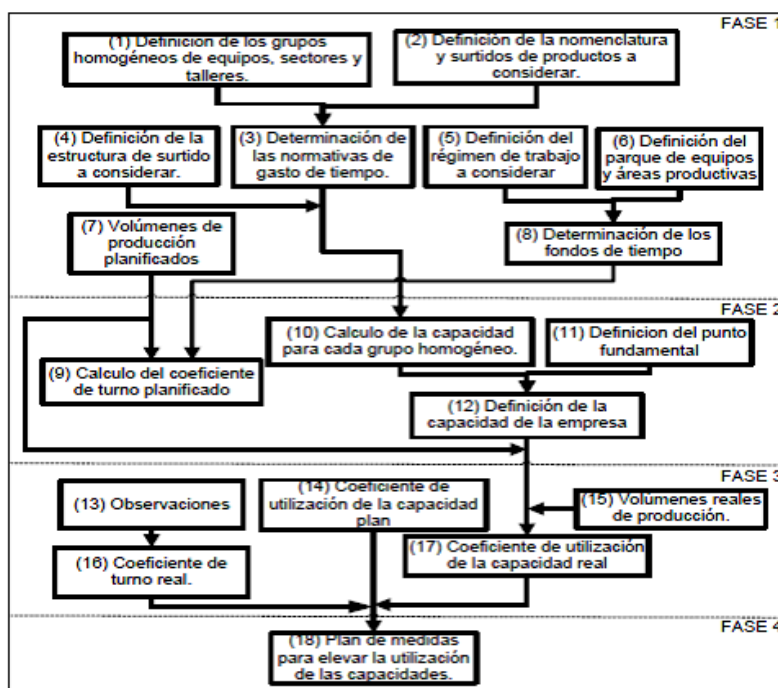 FASE 1
(1) Definición de los grupos
homogéneos de equipos, sectores y
talleres.
(2) Definición de la nomenclatura
y surtidos de productos a
considerar.
(4) Definición de la
estructura de surtido
a considerar.
(3) Determinación de
las normativas de
gasto de tiempo.
(5) Definición del
régimen de trabajo a
considerar
(6) Definición del
parque de equipos
y áreas productivas
(7) Volúmenes de
producción
planificados
(8) Determinación de los
fondos de tiempo
FASE 2
(10) Calculo de la capacidad
para cada grupo homogéneo.
(11) Definicion del punto
fundamental
(9) Calculo del coeficiente
de turno planificado
(12) Definición de la
capacidad de la empresa
FASE 3
(13) Observaciones
(14) Coeficiente de
utilización de la capacidad
plan
(15) Volúmenes reales
de producción.
(16) Coeficiente de
turno real.
(17) Coeficiente de utilización
de la capacidad real
FASE 4
(18) Plan de medidas
para elevar la utilización
de las capacidades.